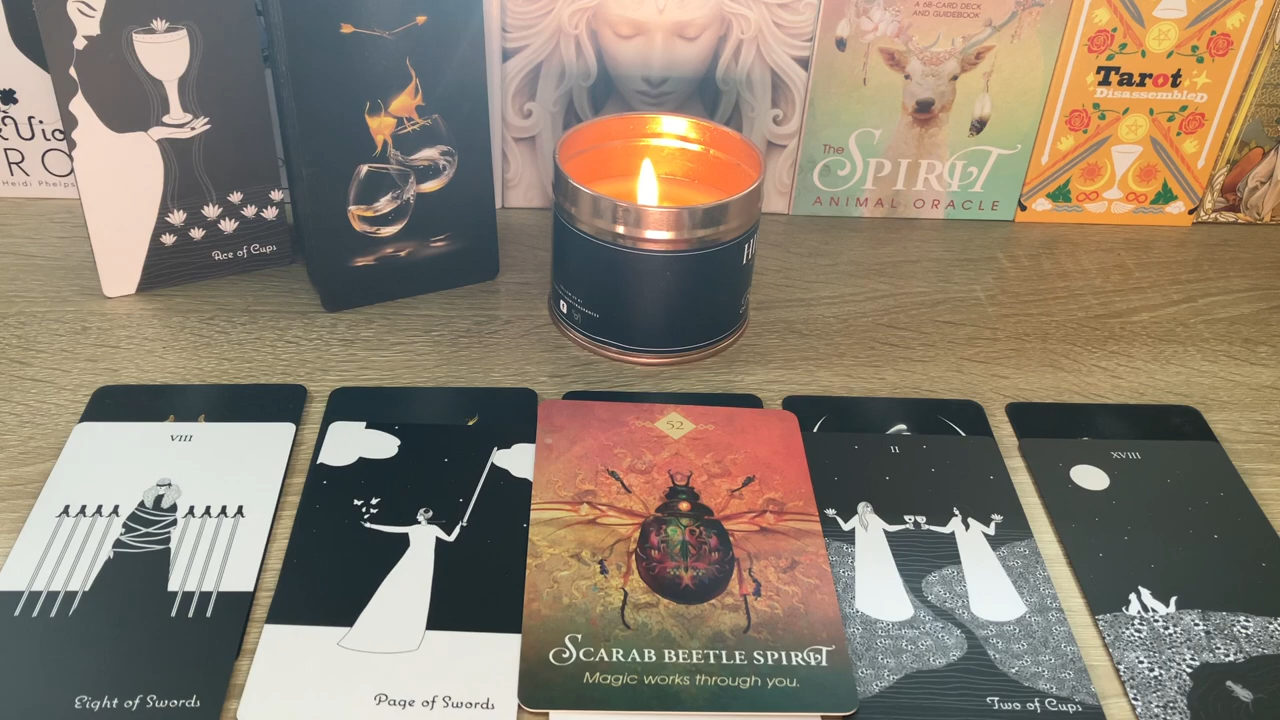 Heidi Phelps
Ace of Cups
A 68-CARD DECK
AND GUIDEBOOK
The
SPIRIT
ANIMAL ORACLE
Tarot
DISASSEMBLED
VIII
Eight of Swords
Page of Swords
52
SCARAB BEETLE SPIRIT
Magic works through you.
II
Two of Cups
XVIII